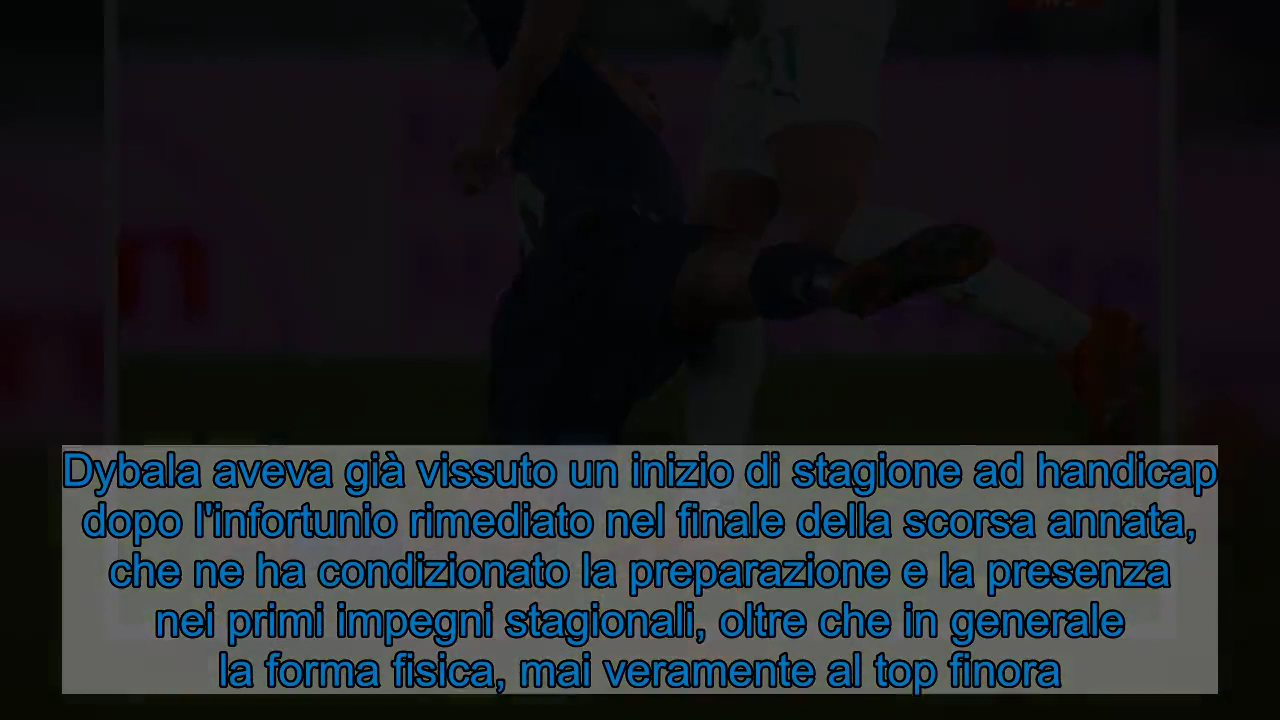 Dybala aveva già vissuto un inizio di stagione ad handicap
dopo l'infortunio rimediato nel finale della scorsa annata,
che ne ha condizionato la preparazione e la presenza
nei primi impegni stagionali, oltre che in generale
la forma fisica, mai veramente al top finora